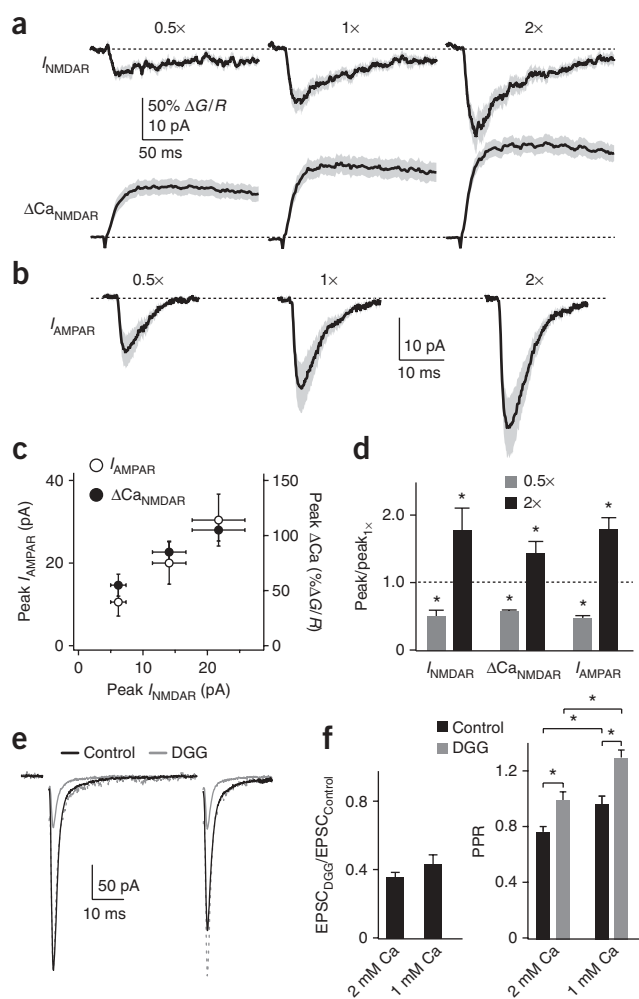 a
0.5× 1× 2×
I_NMDAR
50% ΔG/R
10 pA
50 ms
ΔCa_NMDAR
b
0.5× 1× 2×
I_AMPAR
10 pA
10 ms
c
I_AMPAR
ΔCa_NMDAR
Peak I_AMPAR (pA)
40
20
0
150
100
50
0
Peak ΔCa (%ΔG/R)
0 10 20
Peak I_NMDAR (pA)
d
0.5×
2×
Peak/peak_1×
2.0
1.0
0
* * *
* * *
I_NMDAR ΔCa_NMDAR I_AMPAR
e
Control DGG
50 pA
10 ms
f
Control
DGG
EPSC_DGG/EPSC_Control
0.8
0.4
0
2 mM Ca 1 mM Ca
PPR
1.2
0.8
0.4
0
*
* *
*
2 mM Ca 1 mM Ca